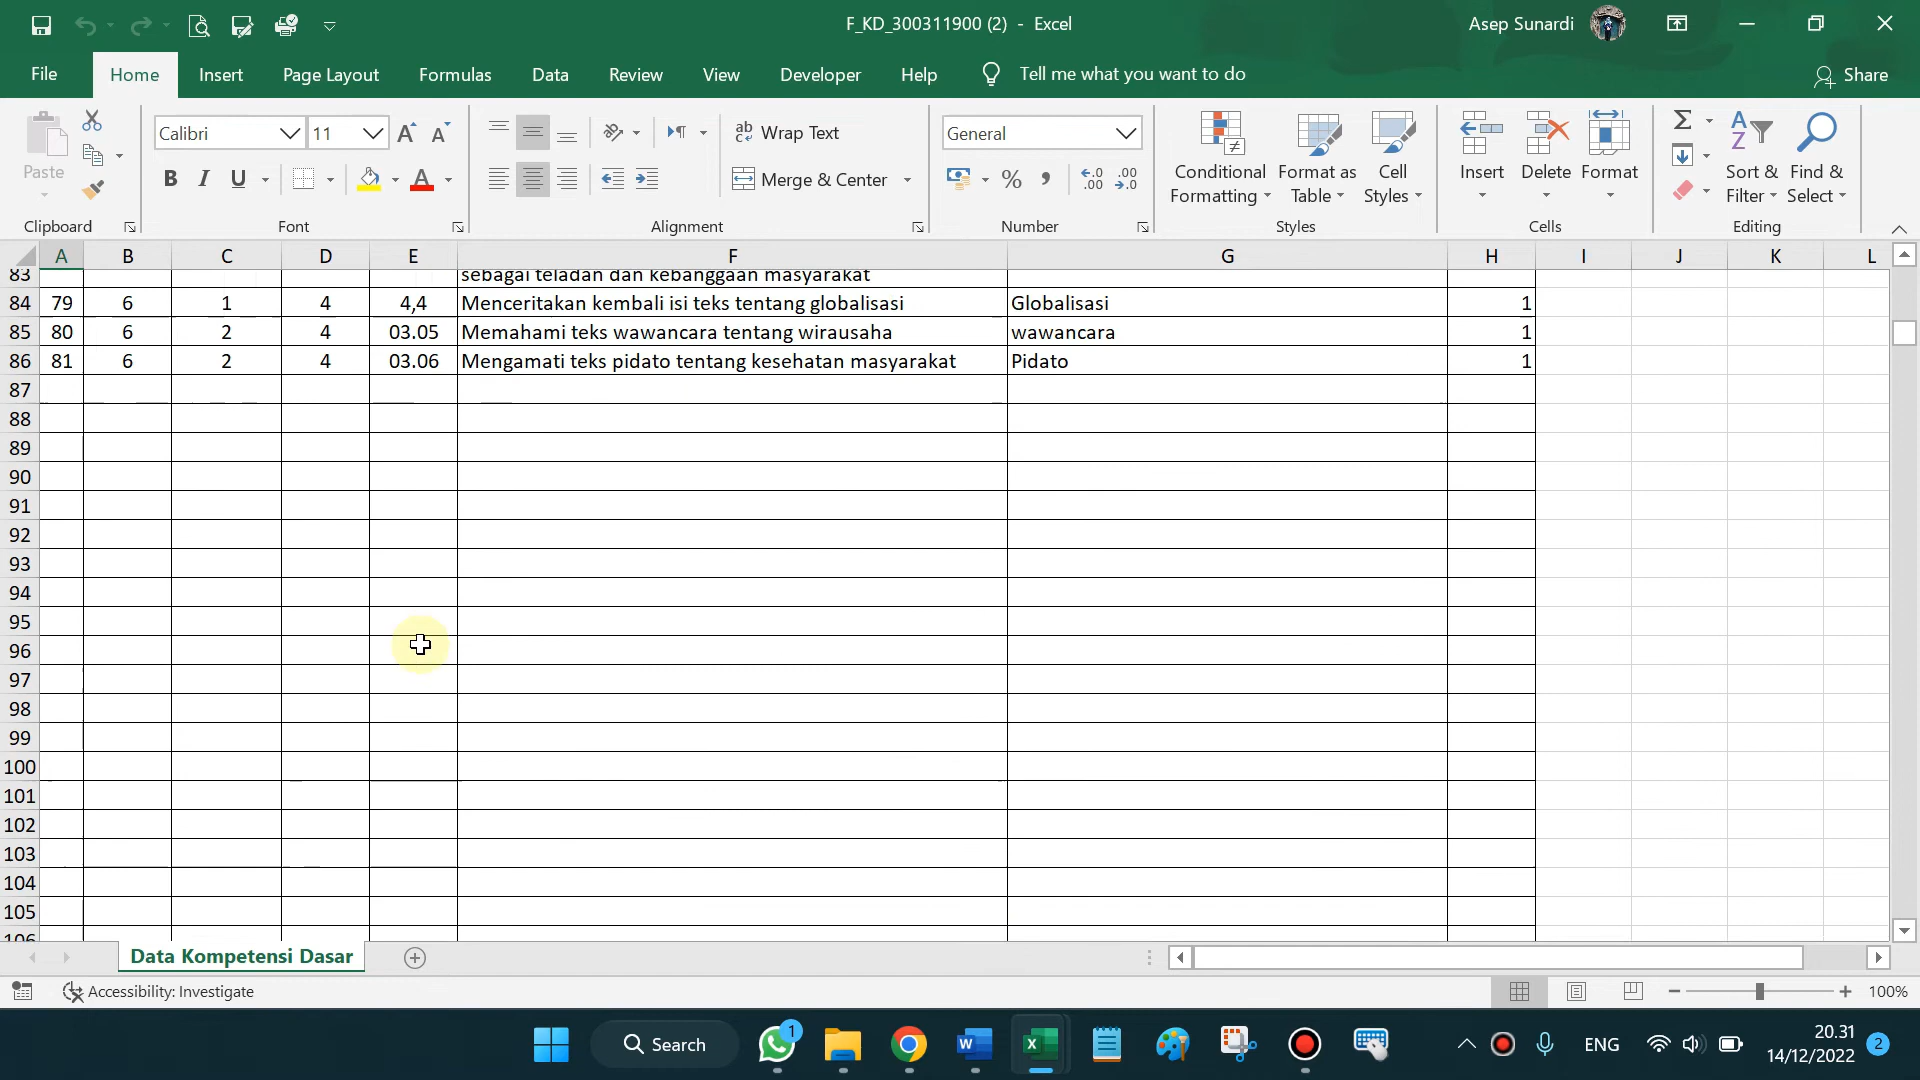 F_KD_300311900 (2) - Excel
Asep Sunardi
File Home Insert Page Layout Formulas Data Review View Developer Help Tell me what you want to do Share
Paste
Clipboard
Calibri 11
B I U
Font
ab Wrap Text
Merge & Center
Alignment
General
% , .00 .00
Number
Conditional Formatting
Format as Table
Cell Styles
Styles
Insert Delete Format
Cells
Sort & Filter
Find & Select
Editing
A B C D E F G H I J K L
83 sebagai teladan dan kebanggaan masyarakat
84 79 6 1 4 4,4 Menceritakan kembali isi teks tentang globalisasi Globalisasi 1
85 80 6 2 4 03.05 Memahami teks wawancara tentang wirausaha wawancara 1
86 81 6 2 4 03.06 Mengamati teks pidato tentang kesehatan masyarakat Pidato 1
87
88
89
90
91
92
93
94
95
96
97
98
99
100
101
102
103
104
105
106
Data Kompetensi Dasar
Accessibility: Investigate
100%
Search
1
ENG
20.31
14/12/2022
2